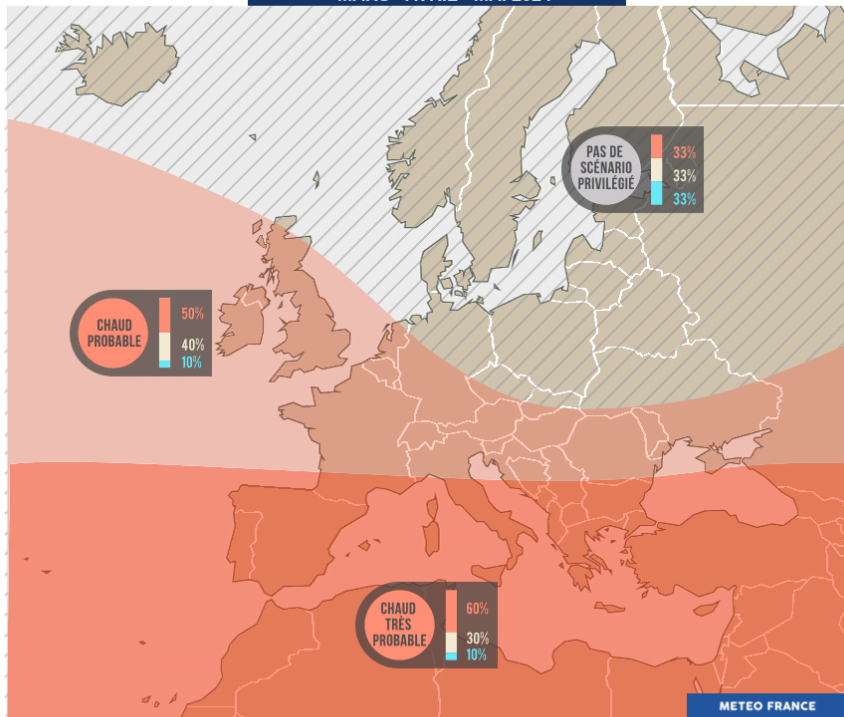 PAS DE
SCÉNARIO
PRIVILÉGIÉ
33%
33%
33%
CHAUD
PROBABLE
50%
40%
10%
CHAUD
TRÈS
PROBABLE
60%
30%
10%
METEO FRANCE